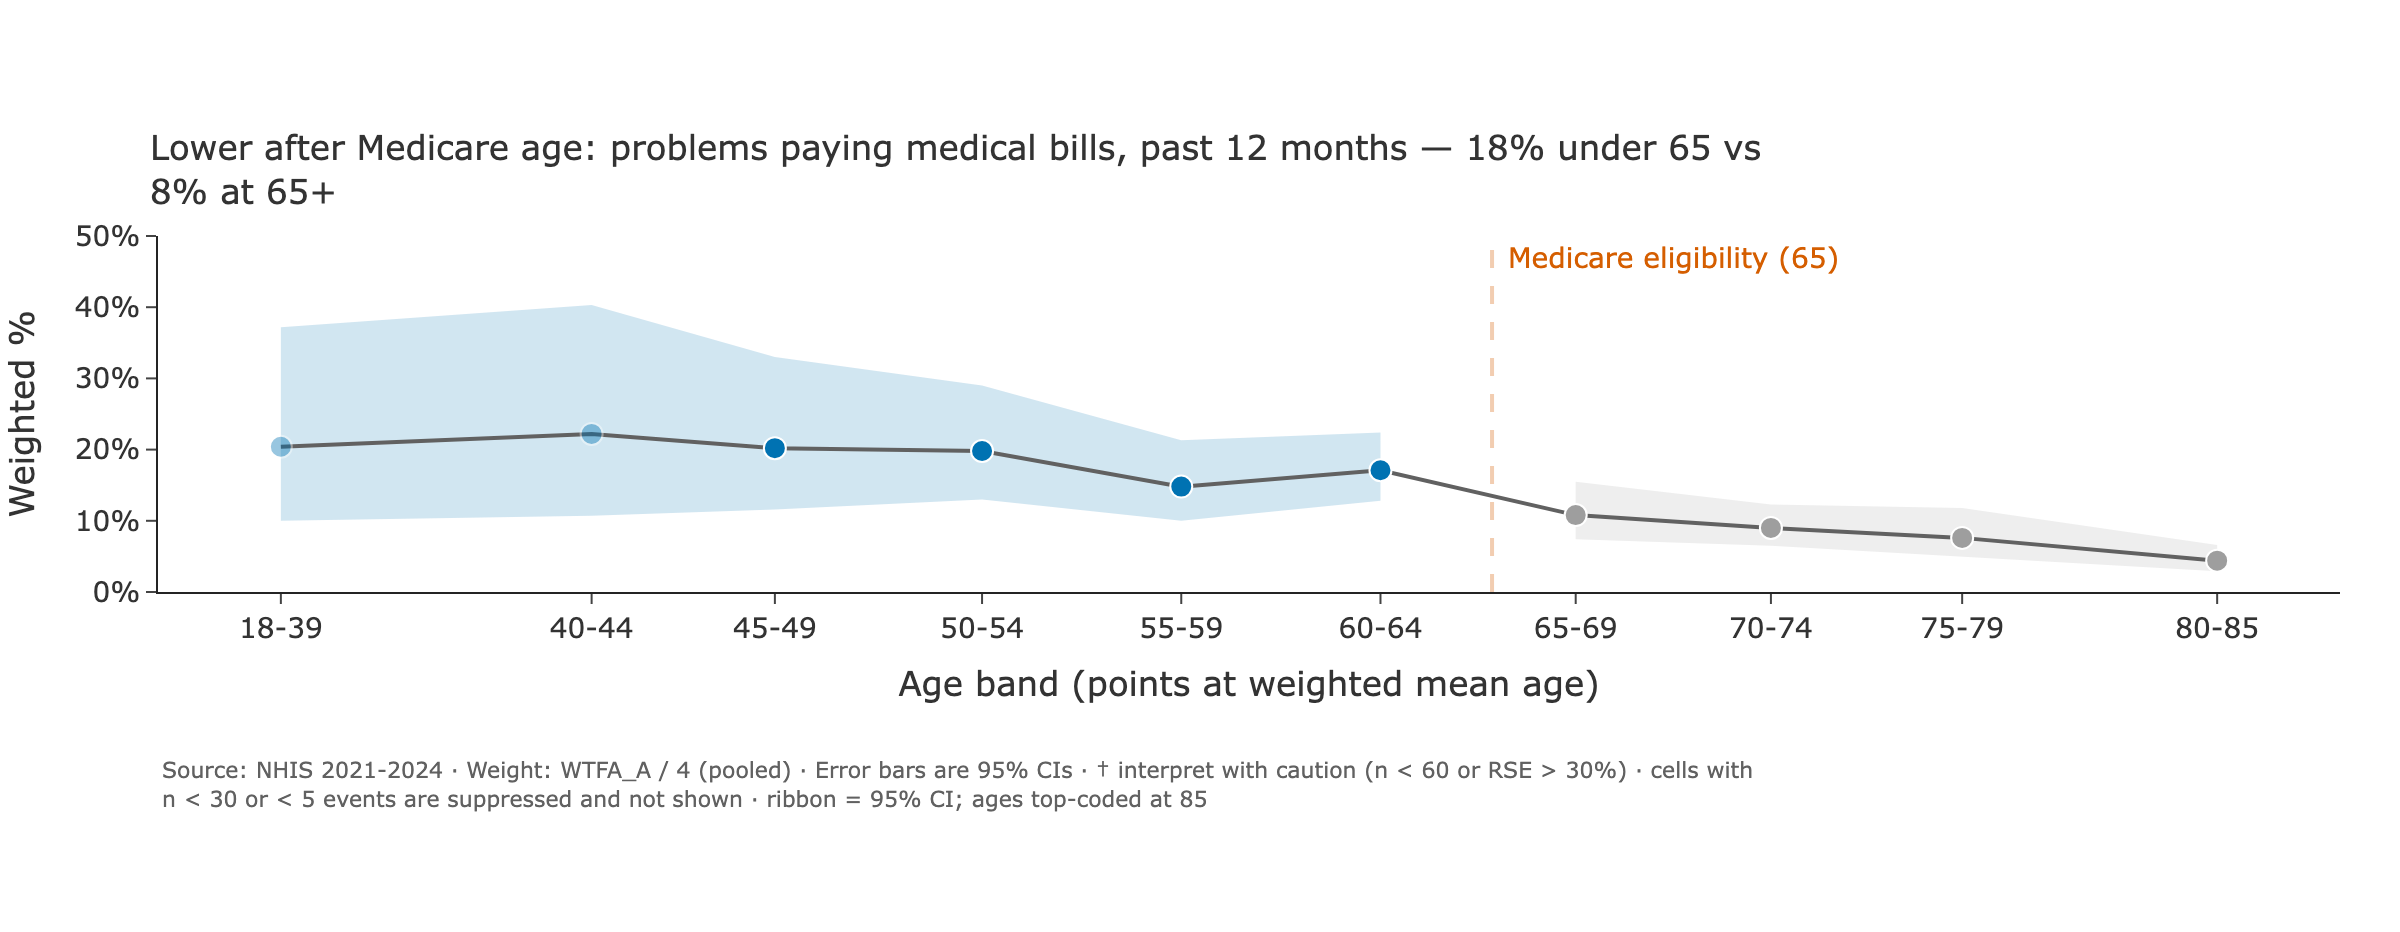 Lower after Medicare age: problems paying medical bills, past 12 months — 18% under 65 vs
8% at 65+
50%
40%
30%
20%
10%
0%
Weighted %
Medicare eligibility (65)
18-39
40-44
45-49
50-54
55-59
60-64
65-69
70-74
75-79
80-85
Age band (points at weighted mean age)
Source: NHIS 2021-2024 · Weight: WTFA_A / 4 (pooled) · Error bars are 95% CIs · † interpret with caution (n < 60 or RSE > 30%) · cells with
n < 30 or < 5 events are suppressed and not shown · ribbon = 95% CI; ages top-coded at 85